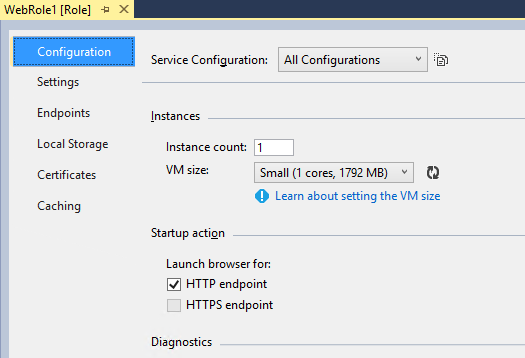 WebRole1 [Role]
Configuration
Settings
Endpoints
Local Storage
Certificates
Caching
Service Configuration: All Configurations
Instances
Instance count: 1
VM size: Small (1 cores, 1792 MB)
Learn about setting the VM size
Startup action
Launch browser for:
HTTP endpoint
HTTPS endpoint
Diagnostics